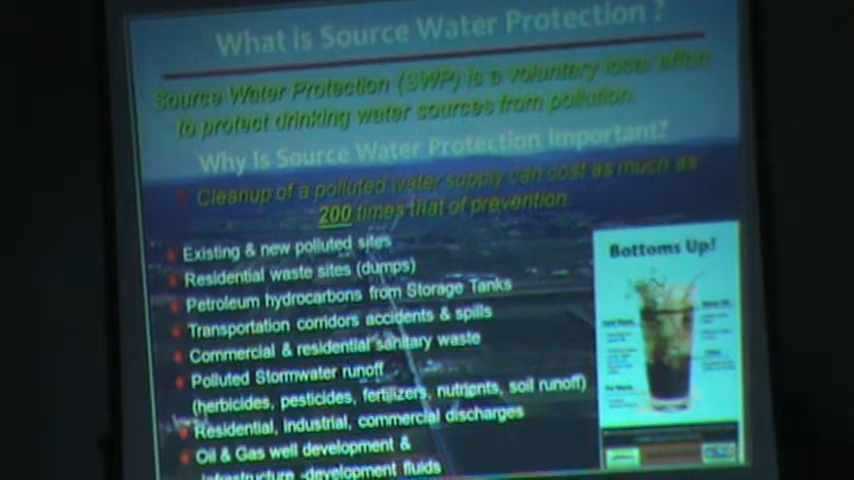 What is Source Water Protection ?
Source Water Protection (SWP) is a voluntary local effort
to protect drinking water sources from pollution.
Why Is Source Water Protection Important?
Cleanup of a polluted water supply can cost as much as
200 times that of prevention.
Existing & new polluted sites
Residential waste sites (dumps)
Petroleum hydrocarbons from Storage Tanks
Transportation corridors accidents & spills
Commercial & residential sanitary waste
Polluted Stormwater runoff
(herbicides, pesticides, fertilizers, nutrients, soil runoff)
Residential, industrial, commercial discharges
Oil & Gas well development &
infrastructure -development fluids
Bottoms Up!